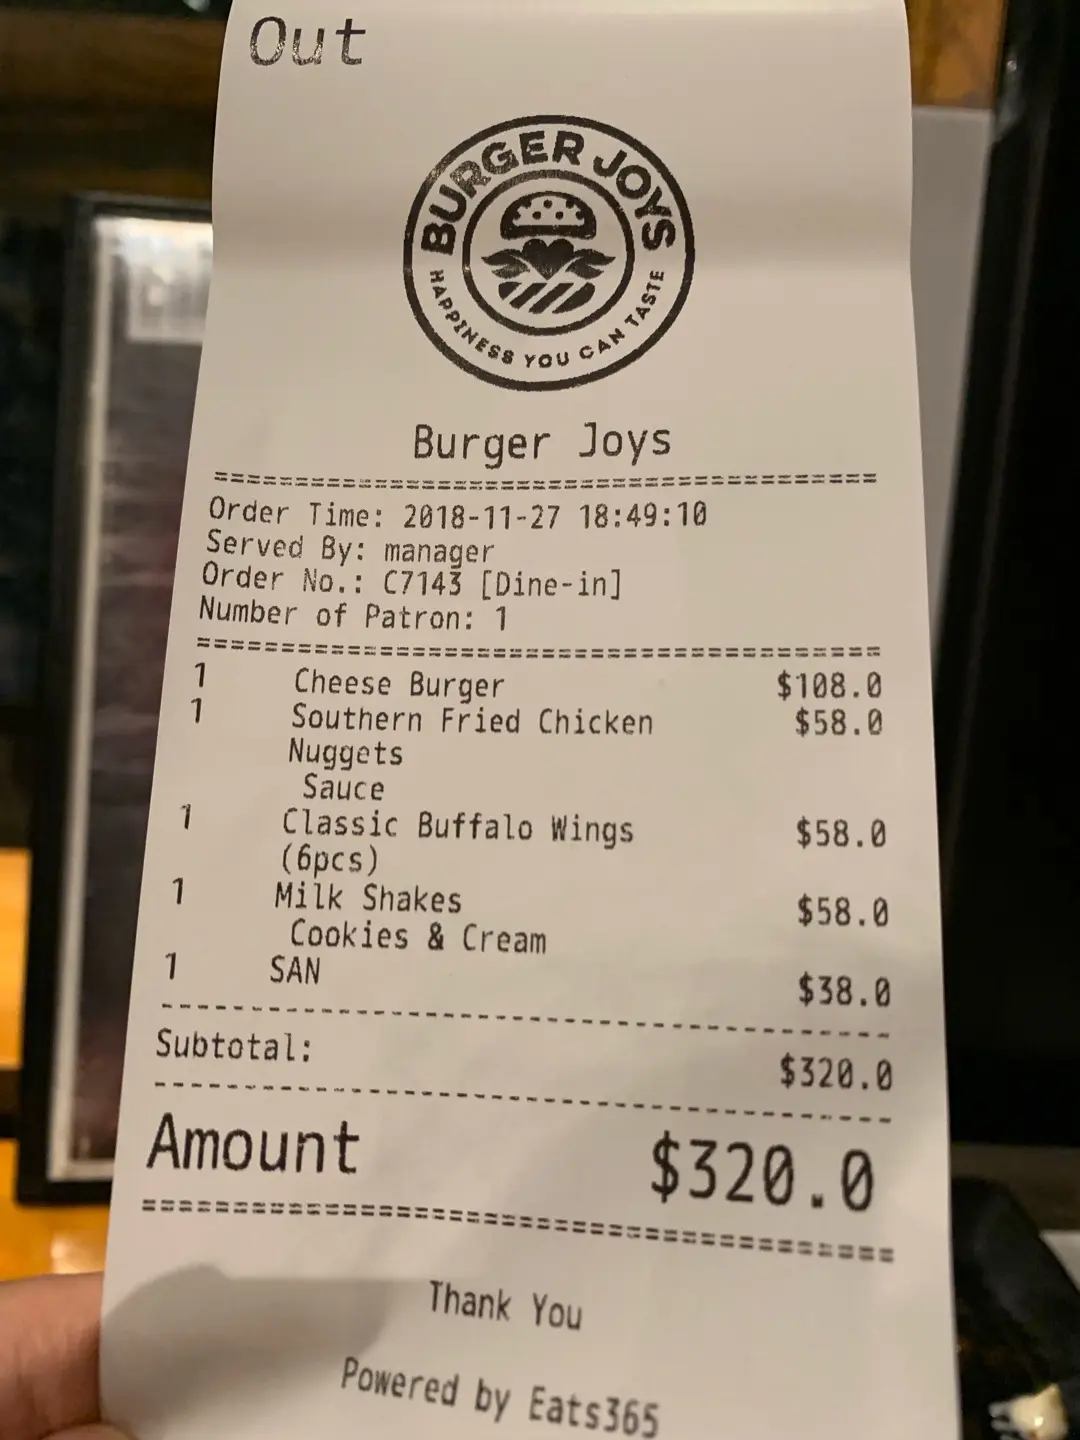 Out
BURGER JOYS
HAPPINESS YOU CAN TASTE
Burger Joys
========================================
Order Time: 2018-11-27 18:49:10
Served By: manager
Order No.: C7143 [Dine-in]
Number of Patron: 1
========================================
1 Cheese Burger $108.0
1 Southern Fried Chicken $58.0
Nuggets
Sauce
1 Classic Buffalo Wings $58.0
(6pcs)
1 Milk Shakes $58.0
Cookies & Cream
1 SAN $38.0
----------------------------------------
Subtotal: $320.0
----------------------------------------
Amount $320.0
========================================
Thank You
Powered by Eats365